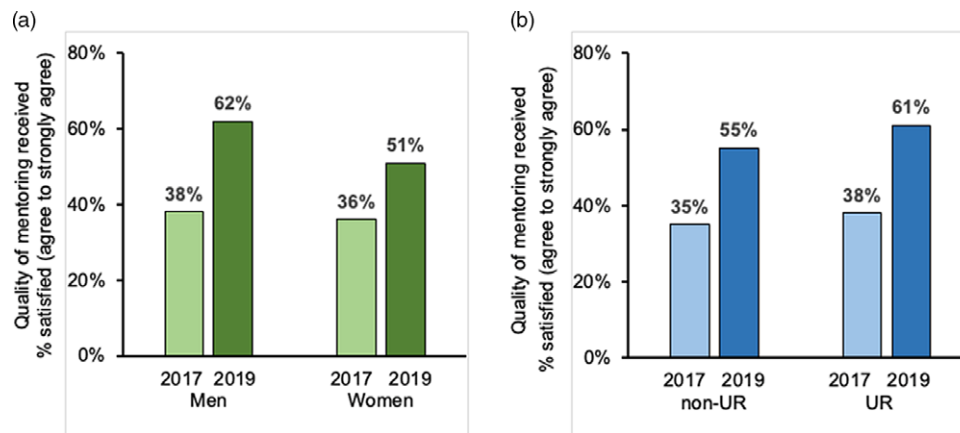 (a)
Quality of mentoring received
% satisfied (agree to strongly agree)
80%
60%
40%
20%
0%
38%
62%
36%
51%
2017 2019
Men
2017 2019
Women
(b)
Quality of mentoring received
% satisfied (agree to strongly agree)
80%
60%
40%
20%
0%
35%
55%
38%
61%
2017 2019
non-UR
2017 2019
UR